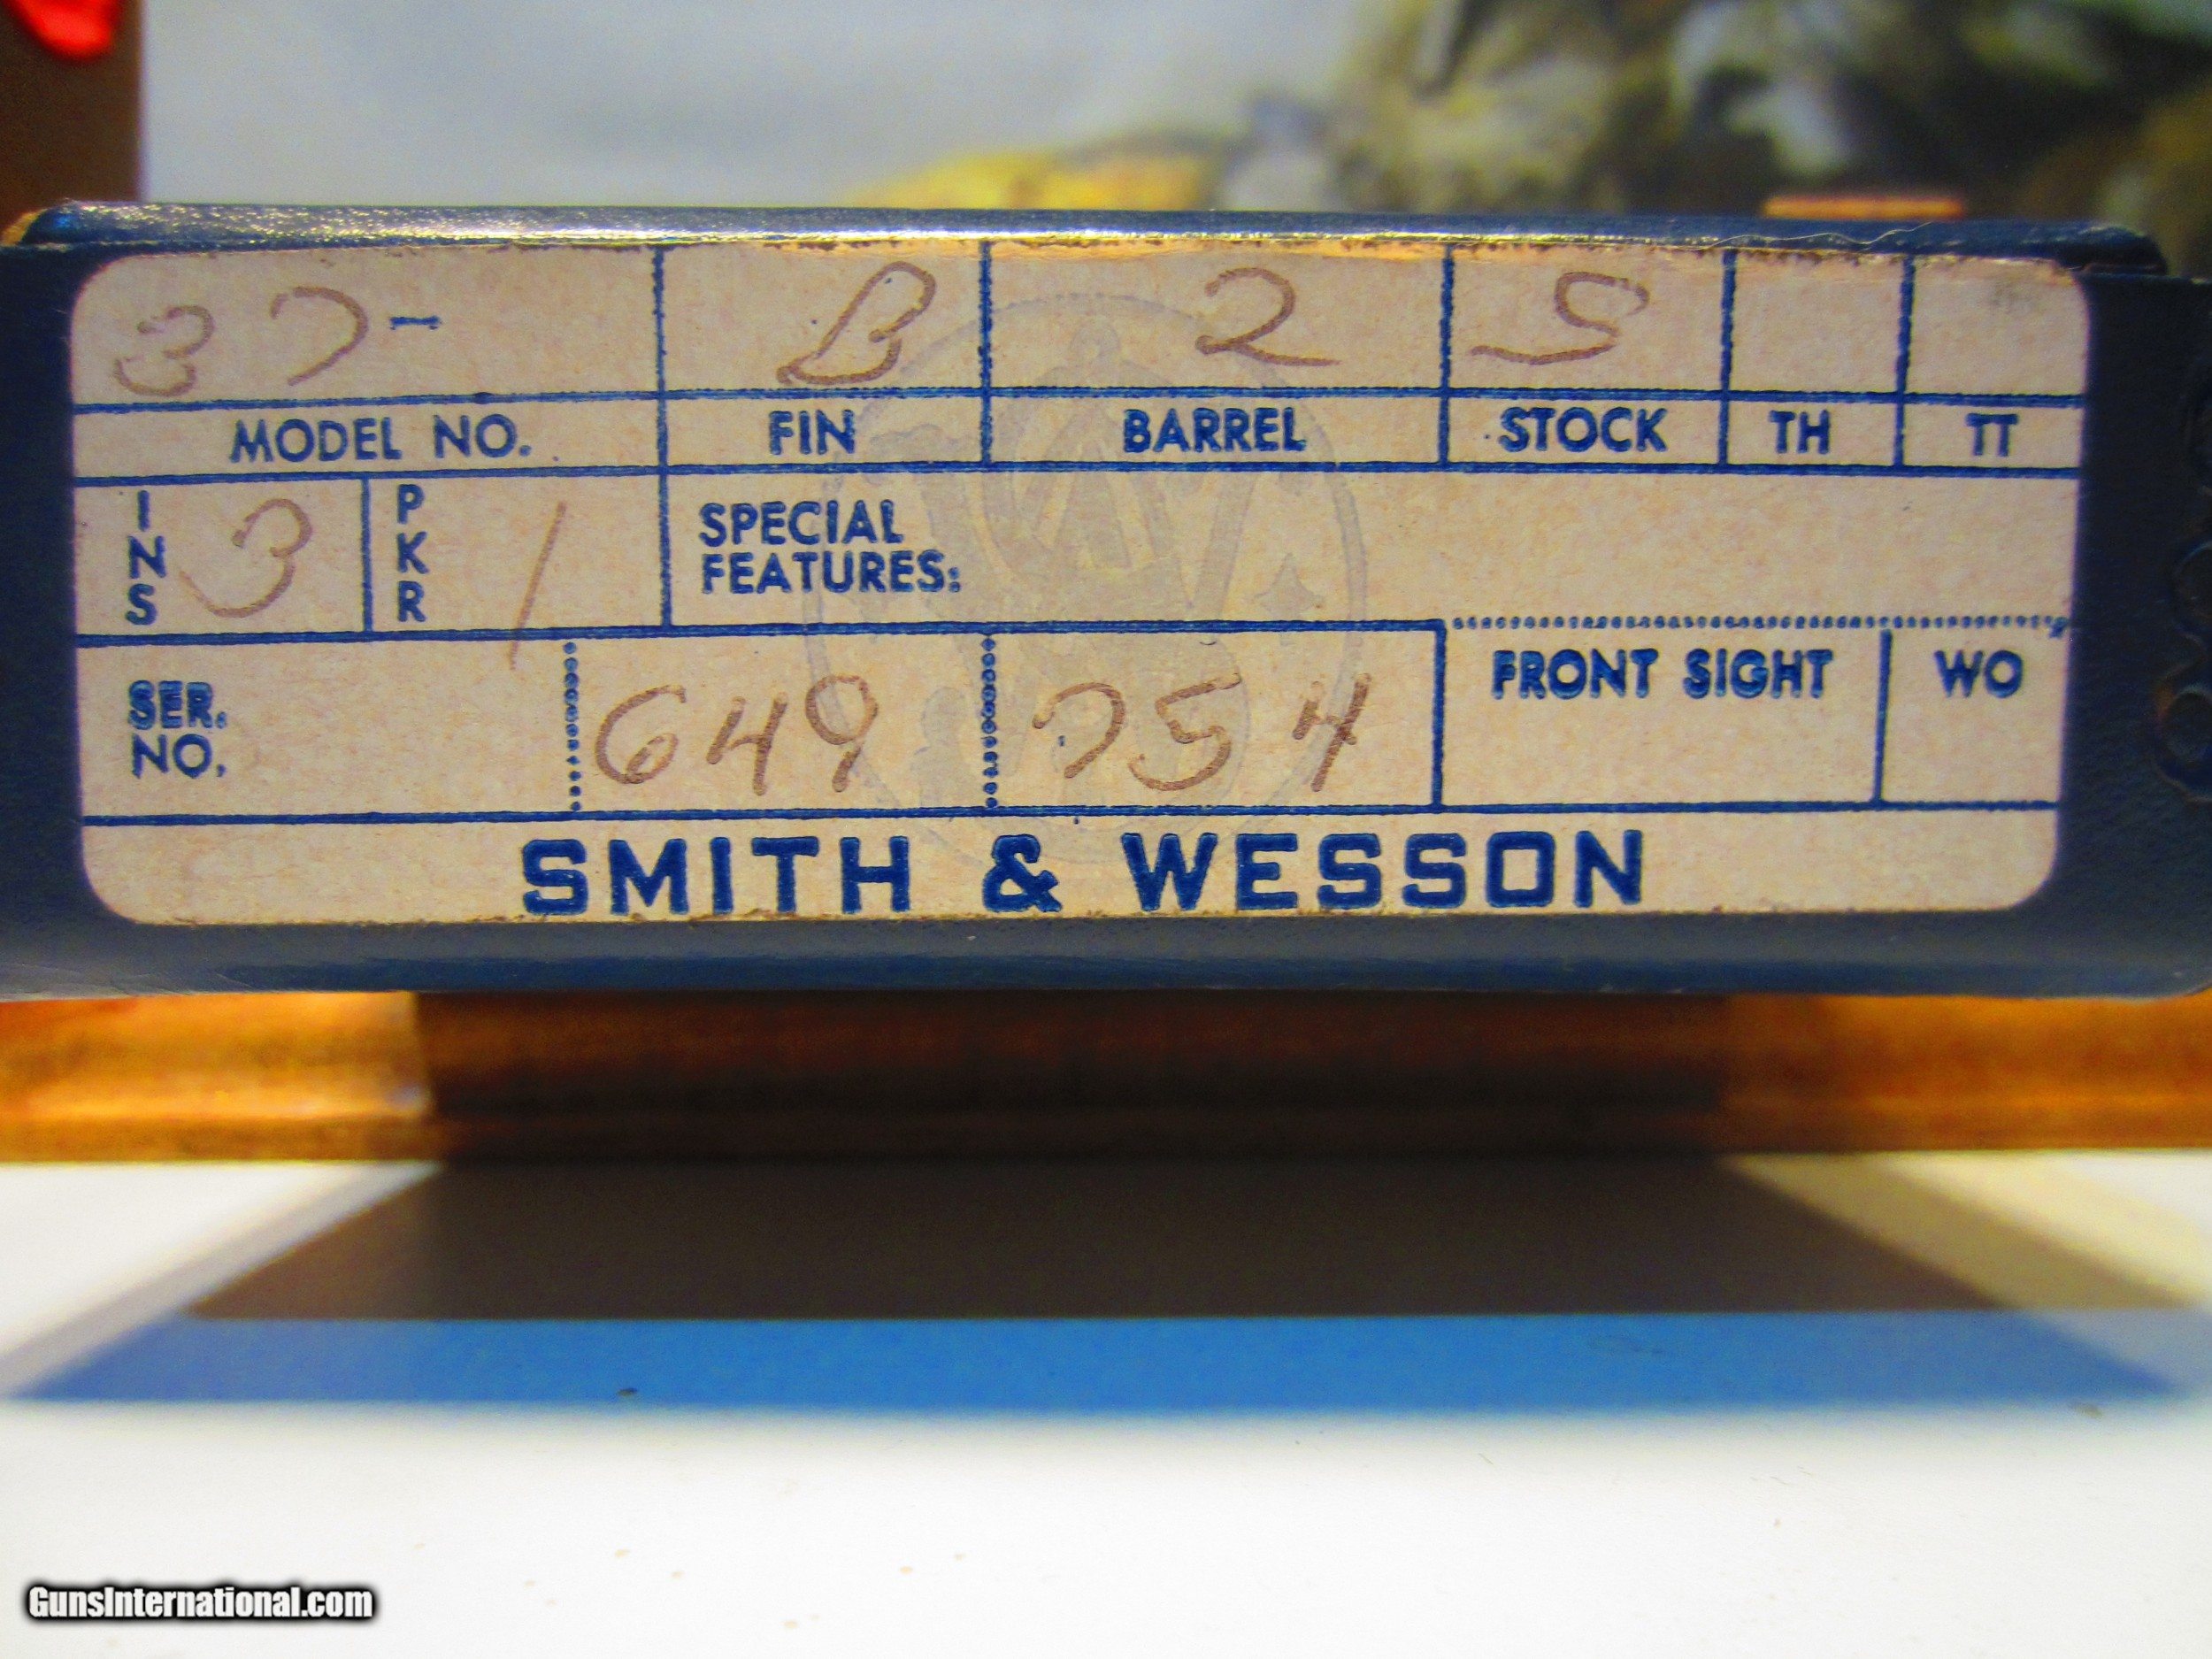 37- B 2 S
MODEL NO. FIN BARREL STOCK TH TT
INS 3 PKR 1 SPECIAL
FEATURES:
SER.
NO. 649 754 FRONT SIGHT WO
SMITH & WESSON
GunsInternational.com